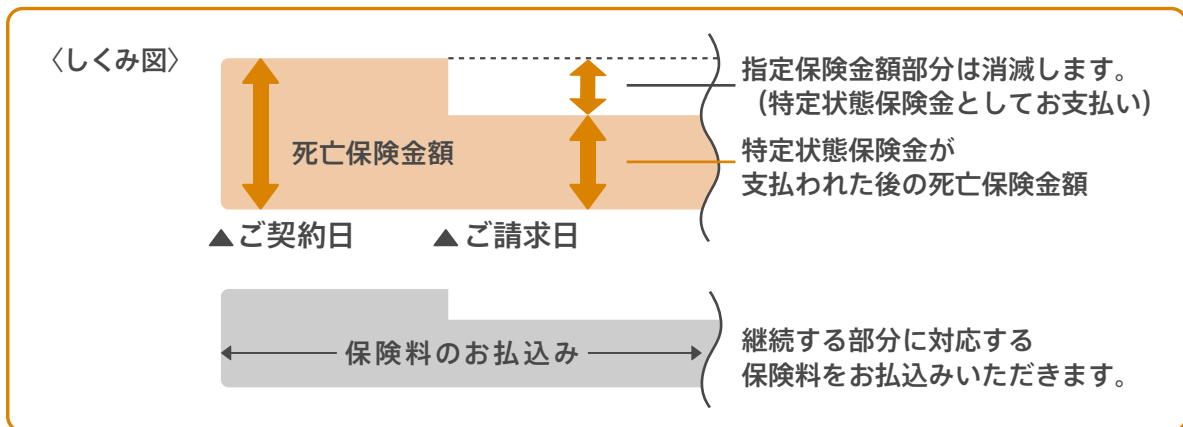 〈しくみ図〉
指定保険金額部分は消滅します。
（特定状態保険金としてお支払い）
死亡保険金額
特定状態保険金が
支払われた後の死亡保険金額
▲ご契約日
▲ご請求日
保険料のお払込み
継続する部分に対応する
保険料をお払込みいただきます。